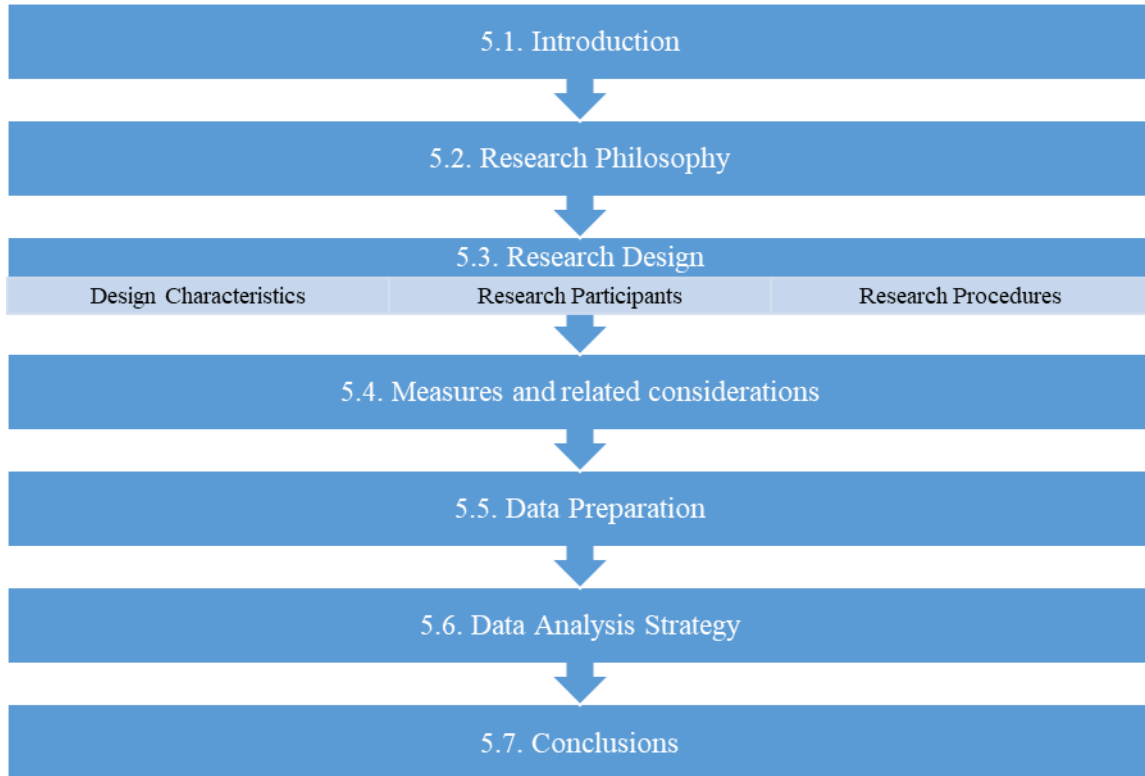 5.1. Introduction
5.2. Research Philosophy
5.3. Research Design
Design Characteristics
Research Participants
Research Procedures
5.4. Measures and related considerations
5.5. Data Preparation
5.6. Data Analysis Strategy
5.7. Conclusions